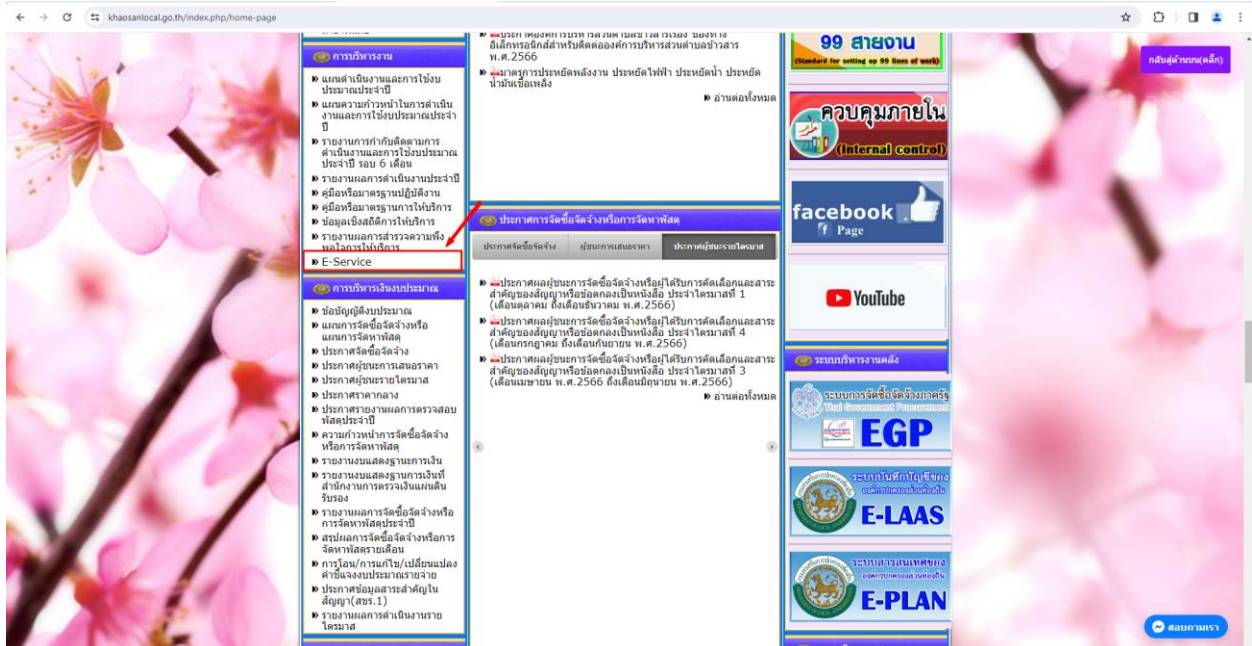 khaosanlocal.go.th/index.php/home-page
การบริหารงาน
แผนดำเนินงานและการใช้งบ
ประมาณประจำปี
แผนความก้าวหน้าในการดำเนิน
งานและการใช้งบประมาณประจำ
ปี
รายงานการกำกับติดตามการ
ดำเนินงานและการใช้งบประมาณ
ประจำปี รอบ 6 เดือน
รายงานผลการดำเนินงานประจำปี
คู่มือหรือมาตรฐานปฏิบัติงาน
คู่มือหรือมาตรฐานการให้บริการ
ข้อมูลเชิงสถิติการให้บริการ
รายงานผลการสำรวจความพึง
พอใจการให้บริการ
E-Service
การบริหารเงินงบประมาณ
ข้อบัญญัติงบประมาณ
แผนการจัดซื้อจัดจ้างหรือ
แผนการจัดหาพัสดุ
ประกาศจัดซื้อจัดจ้าง
ประกาศผู้ชนะการเสนอราคา
ประกาศผู้ชนะรายไตรมาส
ประกาศราคากลาง
ประกาศรายงานผลการตรวจสอบ
พัสดุประจำปี
ความก้าวหน้าการจัดซื้อจัดจ้าง
หรือการจัดหาพัสดุ
รายงานงบแสดงฐานะการเงิน
รายงานงบแสดงฐานการเงินที่
สำนักงานการตรวจเงินแผ่นดิน
รับรอง
รายงานผลการจัดซื้อจัดจ้างหรือ
การจัดหาพัสดุประจำปี
สรุปผลการจัดซื้อจัดจ้างหรือการ
จัดหาพัสดุรายเดือน
การโอน/การแก้ไข/เปลี่ยนแปลง
คำชี้แจงงบประมาณรายจ่าย
ประกาศข้อมูลสาระสำคัญใน
สัญญา(สขร.1)
รายงานผลการดำเนินงานราย
ไตรมาส
ประกาศองค์การบริหารส่วนตำบลข้าวสารเรื่อง ช่องทาง
อิเล็กทรอนิกส์สำหรับติดต่อองค์การบริหารส่วนตำบลข้าวสาร
พ.ศ.2566
มาตรการประหยัดพลังงาน ประหยัดไฟฟ้า ประหยัดน้ำ ประหยัด
น้ำมันเชื้อเพลิง
อ่านต่อทั้งหมด
ประกาศการจัดซื้อจัดจ้างหรือการจัดหาพัสดุ
ประกาศจัดซื้อจัดจ้าง ผู้ชนะการเสนอราคา ประกาศผู้ชนะรายไตรมาส
ประกาศผลผู้ชนะการจัดซื้อจัดจ้างหรือผู้ได้รับการคัดเลือกและสาระ
สำคัญของสัญญาหรือข้อตกลงเป็นหนังสือ ประจำไตรมาสที่ 1
(เดือนตุลาคม ถึงเดือนธันวาคม พ.ศ.2566)
ประกาศผลผู้ชนะการจัดซื้อจัดจ้างหรือผู้ได้รับการคัดเลือกและสาระ
สำคัญของสัญญาหรือข้อตกลงเป็นหนังสือ ประจำไตรมาสที่ 4
(เดือนกรกฎาคม ถึงเดือนกันยายน พ.ศ.2566)
ประกาศผลผู้ชนะการจัดซื้อจัดจ้างหรือผู้ได้รับการคัดเลือกและสาระ
สำคัญของสัญญาหรือข้อตกลงเป็นหนังสือ ประจำไตรมาสที่ 3
(เดือนเมษายน พ.ศ.2566 ถึงเดือนมิถุนายน พ.ศ.2566)
อ่านต่อทั้งหมด
99 สายงาน
(Standard for setting up 99 lines of work)
ควบคุมภายใน
(Internal control)
facebook
f Page
YouTube
ระบบบริหารงานคลัง
ระบบการจัดซื้อจัดจ้างภาครัฐ
Thai Government Procurement
EGP
ระบบบันทึกบัญชีของ
องค์กรปกครองส่วนท้องถิ่น
E-LAAS
ระบบสารสนเทศของ
องค์กรปกครองส่วนท้องถิ่น
E-PLAN
กลับสู่ด้านบน(คลิ๊ก)
สอบถามเรา